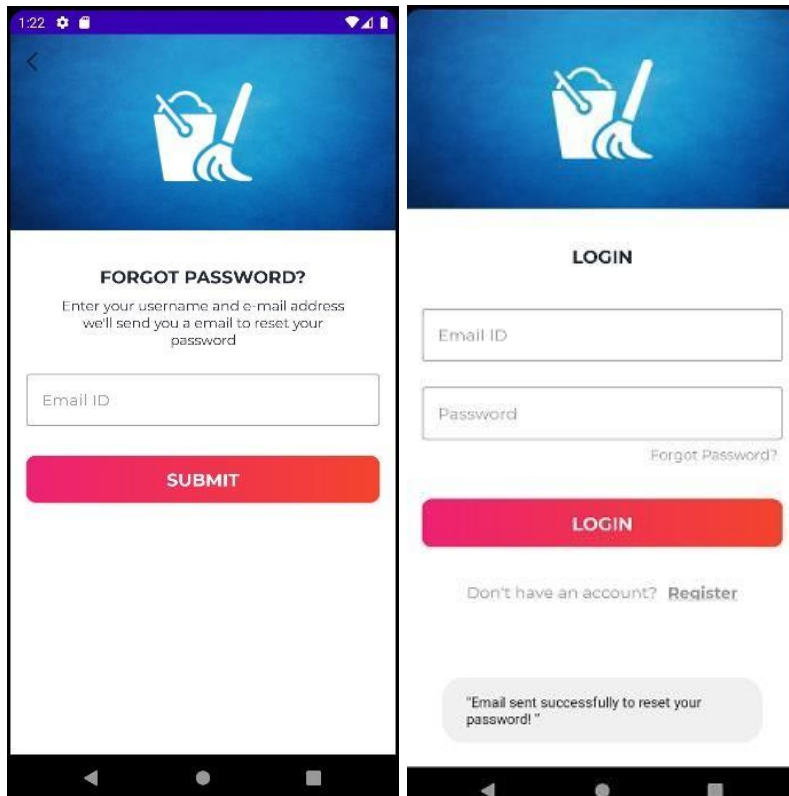 1:22
FORGOT PASSWORD?
Enter your username and e-mail address
we'll send you a email to reset your
password
Email ID
SUBMIT
LOGIN
Email ID
Password
Forgot Password?
LOGIN
Don't have an account? Register
"Email sent successfully to reset your
password! "